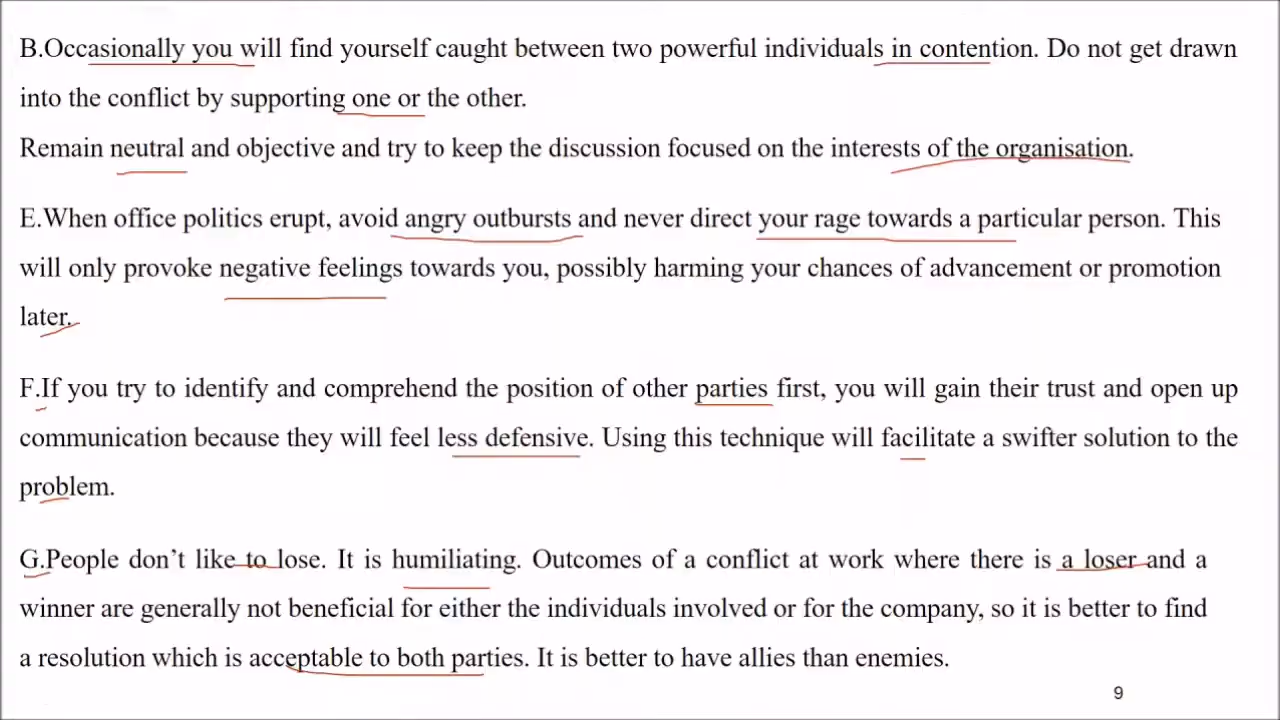 B.Occasionally you will find yourself caught between two powerful individuals in contention. Do not get drawn
into the conflict by supporting one or the other.
Remain neutral and objective and try to keep the discussion focused on the interests of the organisation.
E.When office politics erupt, avoid angry outbursts and never direct your rage towards a particular person. This
will only provoke negative feelings towards you, possibly harming your chances of advancement or promotion
later.
F.If you try to identify and comprehend the position of other parties first, you will gain their trust and open up
communication because they will feel less defensive. Using this technique will facilitate a swifter solution to the
problem.
G.People don’t like to lose. It is humiliating. Outcomes of a conflict at work where there is a loser and a
winner are generally not beneficial for either the individuals involved or for the company, so it is better to find
a resolution which is acceptable to both parties. It is better to have allies than enemies.
9